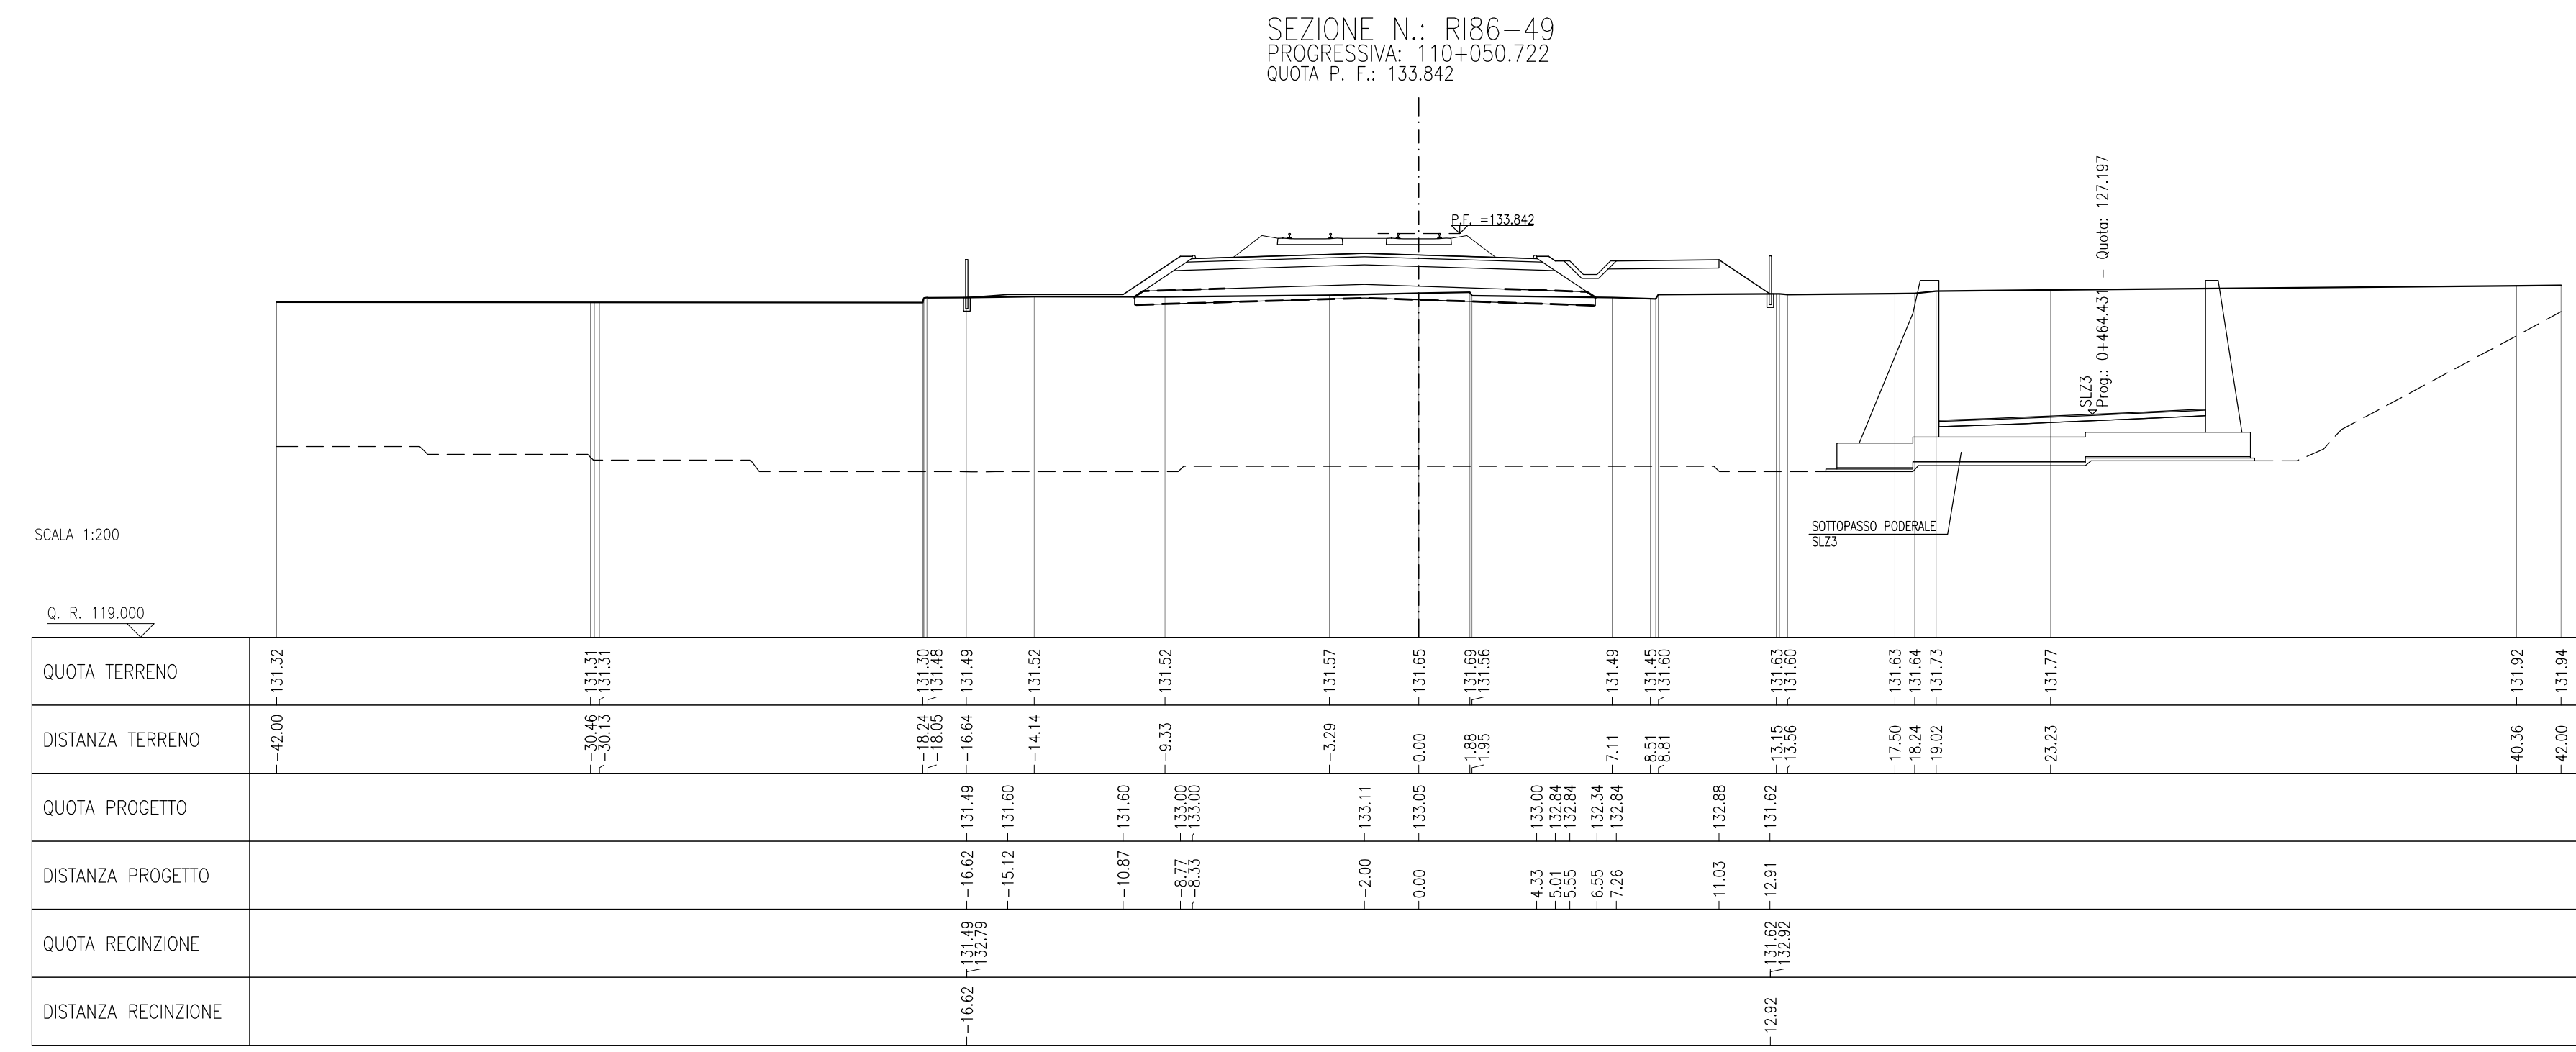 SEZIONE N.: RI86-49
PROGRESSIVA: 110+050.722
QUOTA P. F.: 133.842
P.F. =133.842
SLZ3
Prog.: 0+464.431 - Quota: 127.197
SOTTOPASSO PODERALE
SLZ3
SCALA 1:200
Q. R. 119.000
QUOTA TERRENO 131.32 131.31 131.31 131.30 131.48 131.49 131.52 131.52 131.57 131.65 131.69 131.56 131.49 131.45 131.60 131.63 131.60 131.63 131.64 131.73 131.77 131.92 131.94
DISTANZA TERRENO -42.00 -30.46 -30.13 -18.24 -18.05 -16.64 -14.14 -9.33 -3.29 0.00 1.88 1.95 7.11 8.51 8.81 13.15 13.56 17.50 18.24 19.02 23.23 40.36 42.00
QUOTA PROGETTO 131.49 131.60 131.60 133.00 133.00 133.11 133.05 133.00 132.84 132.84 132.34 132.84 132.88 131.62
DISTANZA PROGETTO -16.62 -15.12 -10.87 -8.77 -8.33 -2.00 0.00 4.33 5.01 5.55 6.55 7.26 11.03 12.91
QUOTA RECINZIONE 131.49 132.79 131.62 132.92
DISTANZA RECINZIONE -16.62 12.92